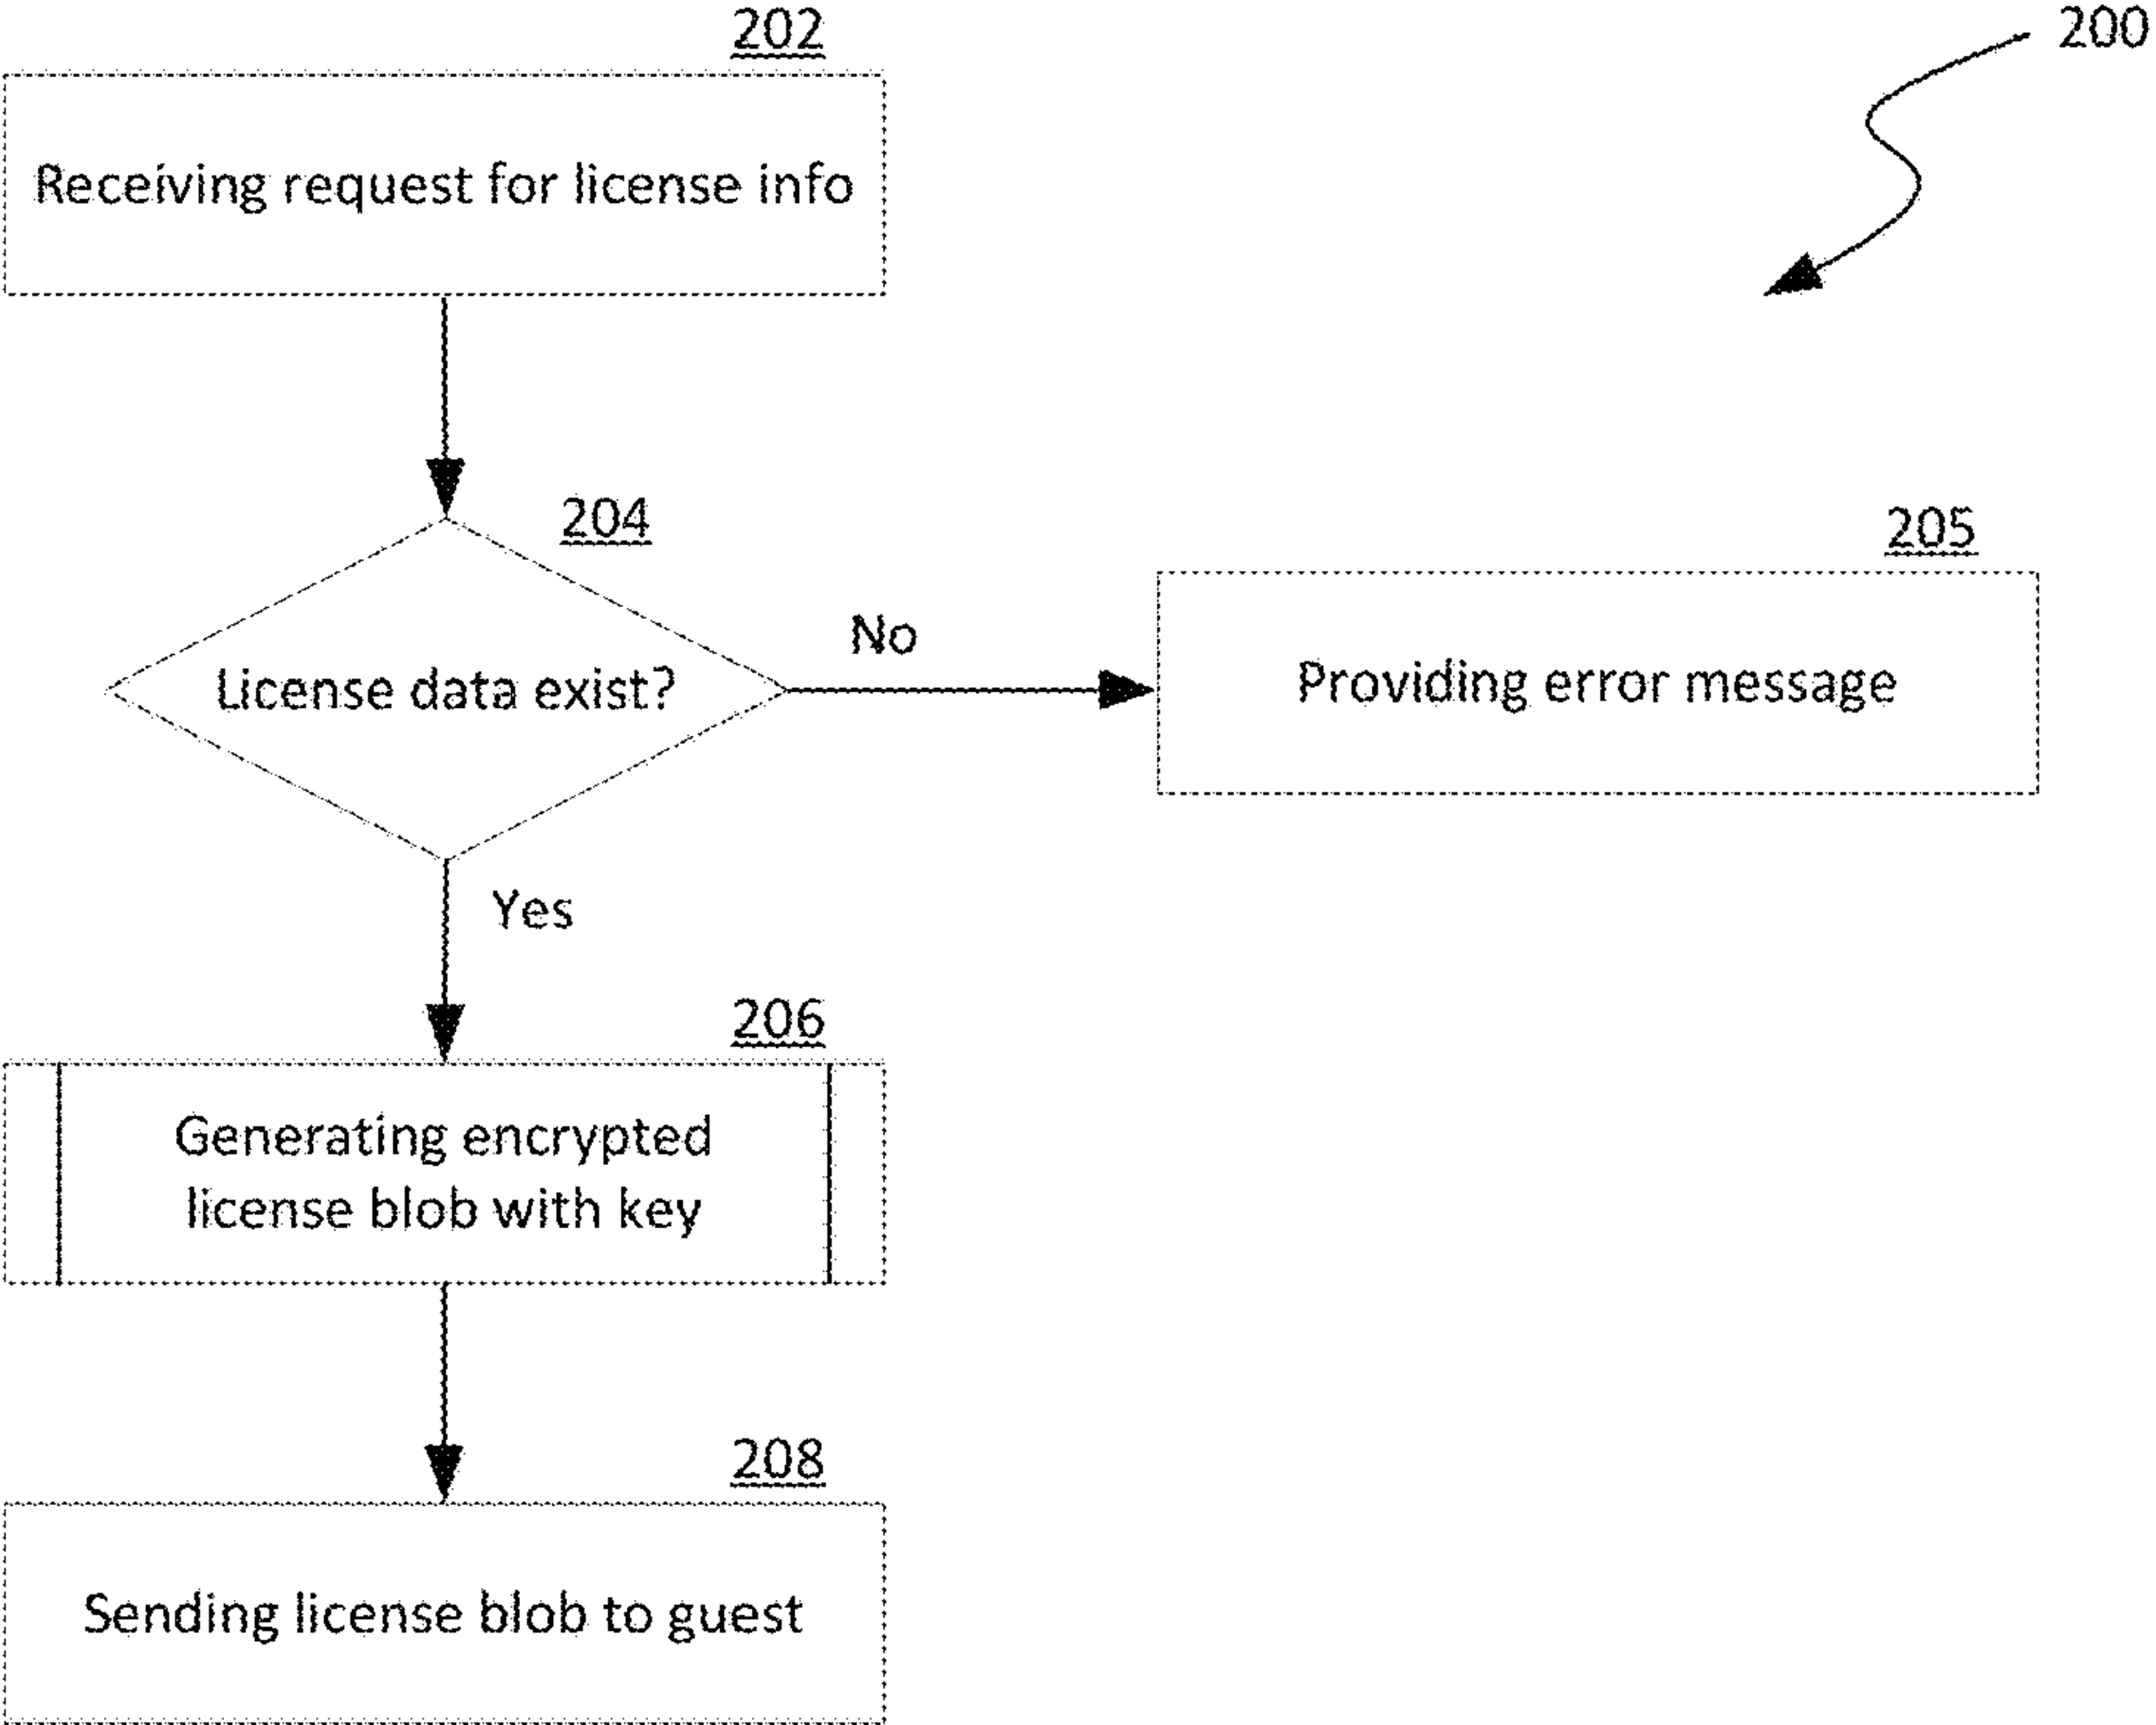 202
200
Receiving request for license info
204
License data exist?
No
205
Providing error message
Yes
206
Generating encrypted
license blob with key
208
Sending license blob to guest